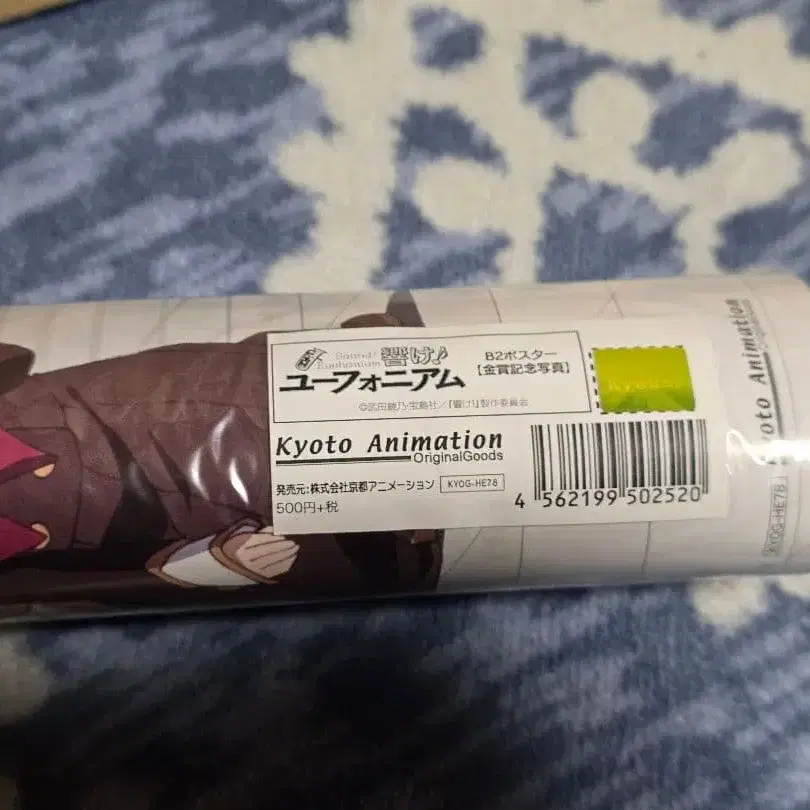 Sound!
Euphonium
響け♪
ユーフォニアム
B2ポスター
【金賞記念写真】
©武田綾乃・宝島社/『響け!』製作委員会
Kyoto Animation
OriginalGoods
発売元:株式会社京都アニメーション
KYOG-HE78
500円+税
4 562199 502520
Kyoto Animation
OriginalGoods
KYOG-HE78